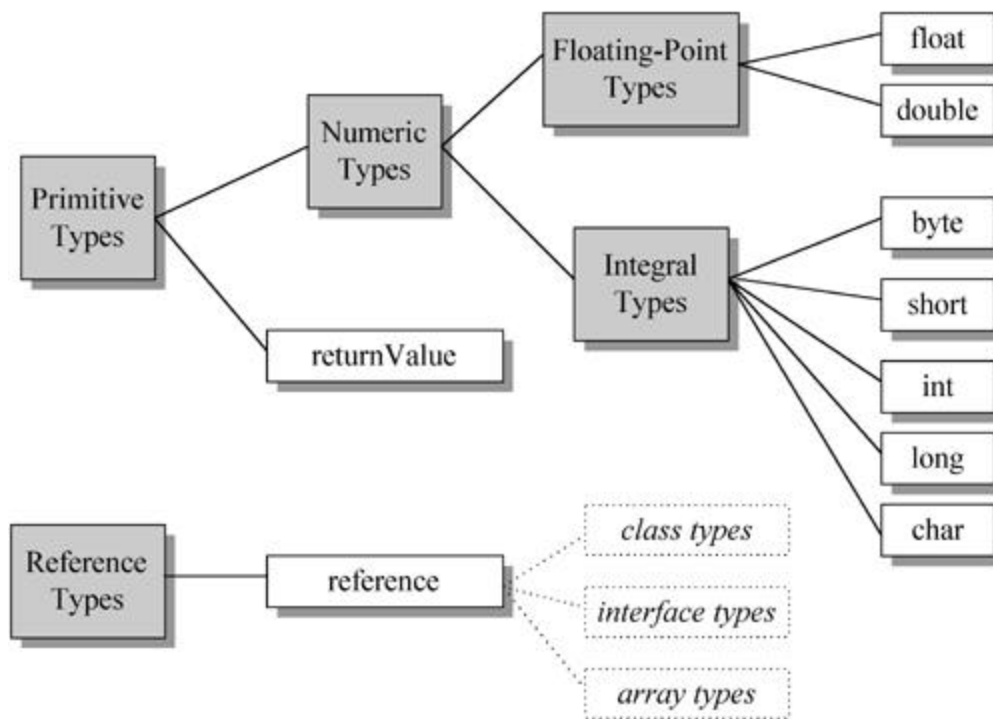 Primitive
Types
Numeric
Types
Floating-Point
Types
float
double
Integral
Types
byte
short
int
long
char
returnValue
Reference
Types
reference
class types
interface types
array types